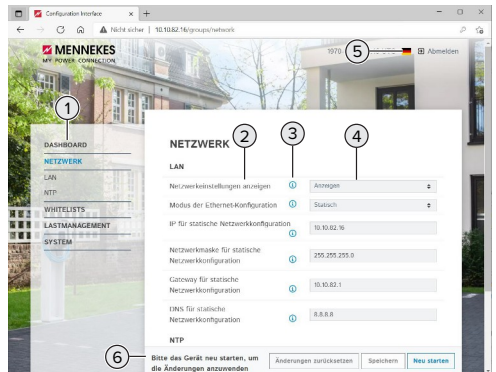 Configuration Interface
Nicht sicher | 10.10.82.16/groups/network
MENNEKES
MY POWER CONNECTION
1970
5
Abmelden
1
DASHBOARD
NETZWERK
LAN
NTP
WHITELISTS
LASTMANAGEMENT
SYSTEM
NETZWERK
2
3
4
LAN
Netzwerkeinstellungen anzeigen
Anzeigen
Modus der Ethernet-Konfiguration
Statisch
IP für statische Netzwerkkonfiguration
10.10.82.16
Netzwerkmaske für statische
Netzwerkkonfiguration
255.255.255.0
Gateway für statische
Netzwerkkonfiguration
10.10.82.1
DNS für statische
Netzwerkkonfiguration
8.8.8.8
NTP
6
Bitte das Gerät neu starten, um
die Änderungen anzuwenden
Änderungen zurücksetzen
Speichern
Neu starten